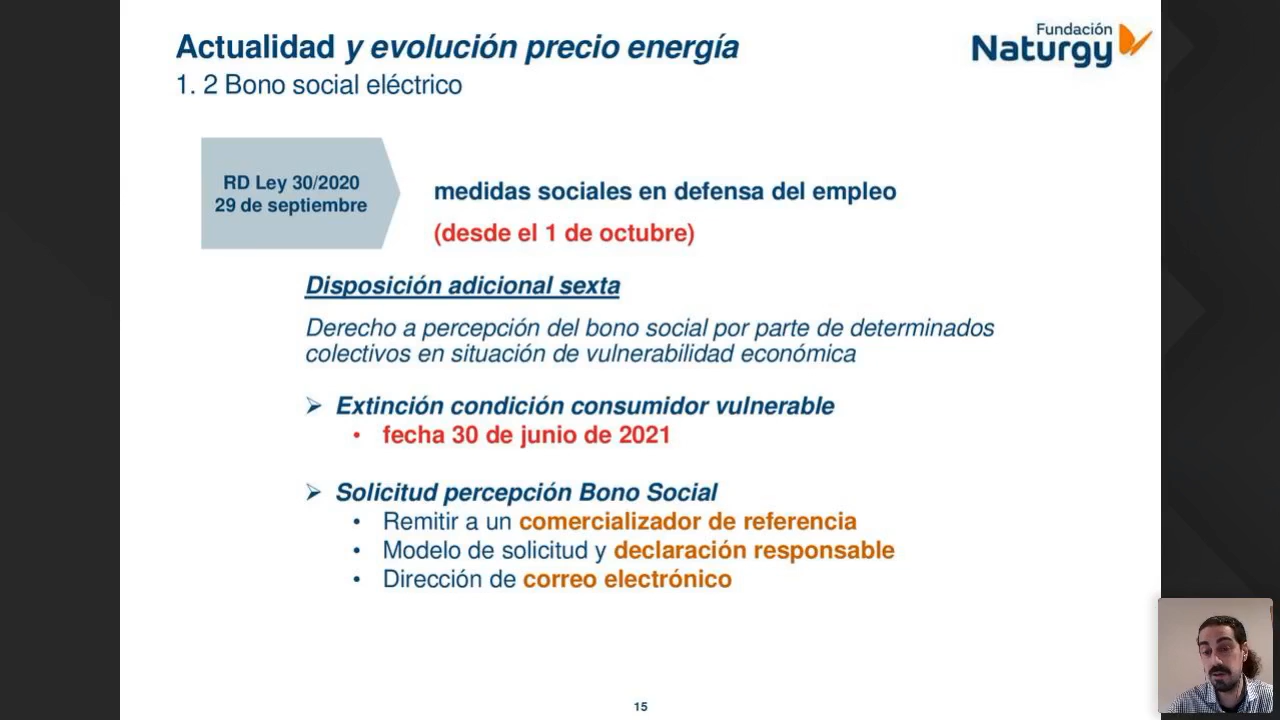 Actualidad y evolución precio energía
1. 2 Bono social eléctrico
Fundación
Naturgy
RD Ley 30/2020
29 de septiembre
medidas sociales en defensa del empleo
(desde el 1 de octubre)
Disposición adicional sexta
Derecho a percepción del bono social por parte de determinados
colectivos en situación de vulnerabilidad económica
➢ Extinción condición consumidor vulnerable
• fecha 30 de junio de 2021
➢ Solicitud percepción Bono Social
• Remitir a un comercializador de referencia
• Modelo de solicitud y declaración responsable
• Dirección de correo electrónico
15